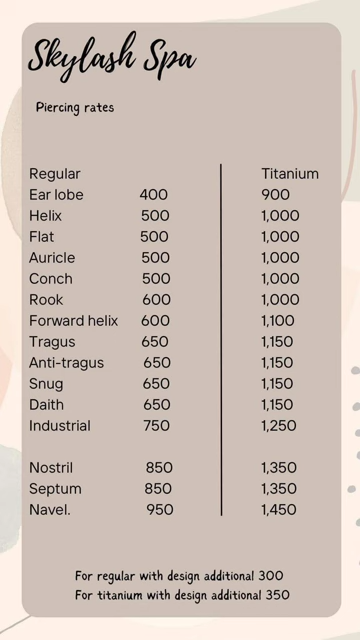 Skylash Spa
Piercing rates
Regular Titanium
Ear lobe 400 900
Helix 500 1,000
Flat 500 1,000
Auricle 500 1,000
Conch 500 1,000
Rook 600 1,000
Forward helix 600 1,100
Tragus 650 1,150
Anti-tragus 650 1,150
Snug 650 1,150
Daith 650 1,150
Industrial 750 1,250
Nostril 850 1,350
Septum 850 1,350
Navel. 950 1,450
For regular with design additional 300
For titanium with design additional 350